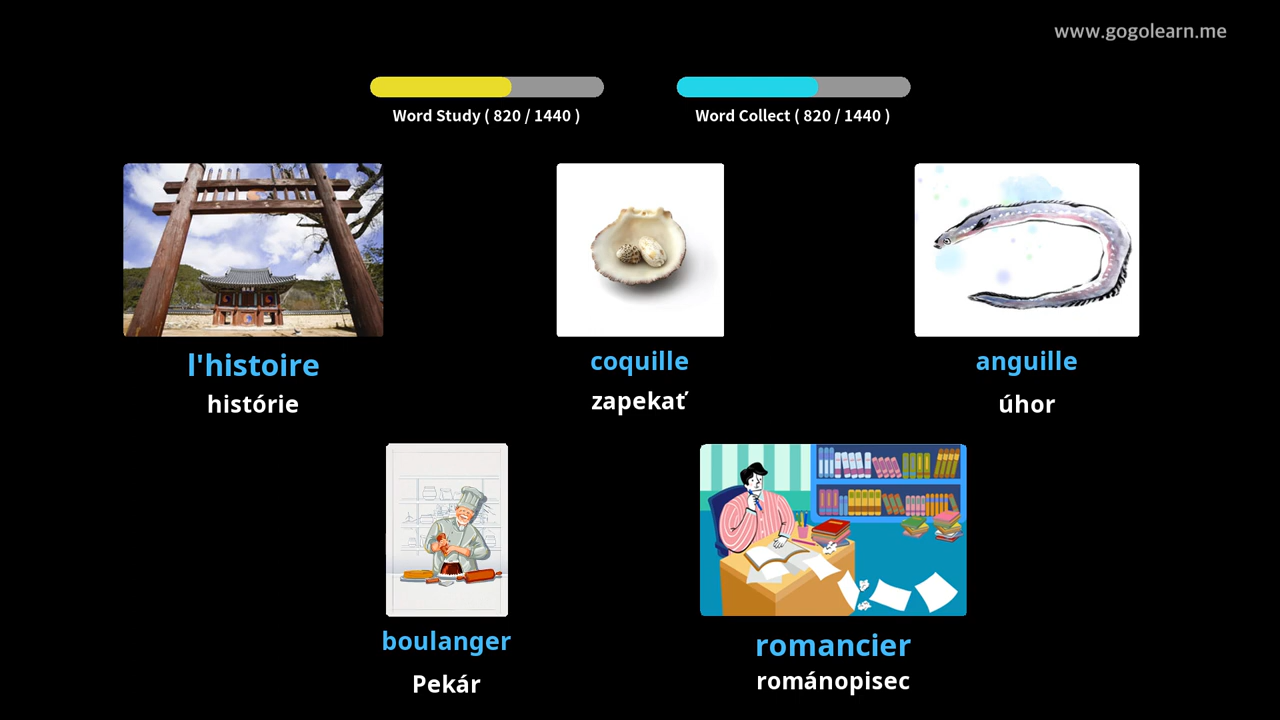 www.gogolearn.me
Word Study ( 820 / 1440 )
Word Collect ( 820 / 1440 )
l'histoire
histórie
coquille
zapekať
anguille
úhor
boulanger
Pekár
romancier
románopisec